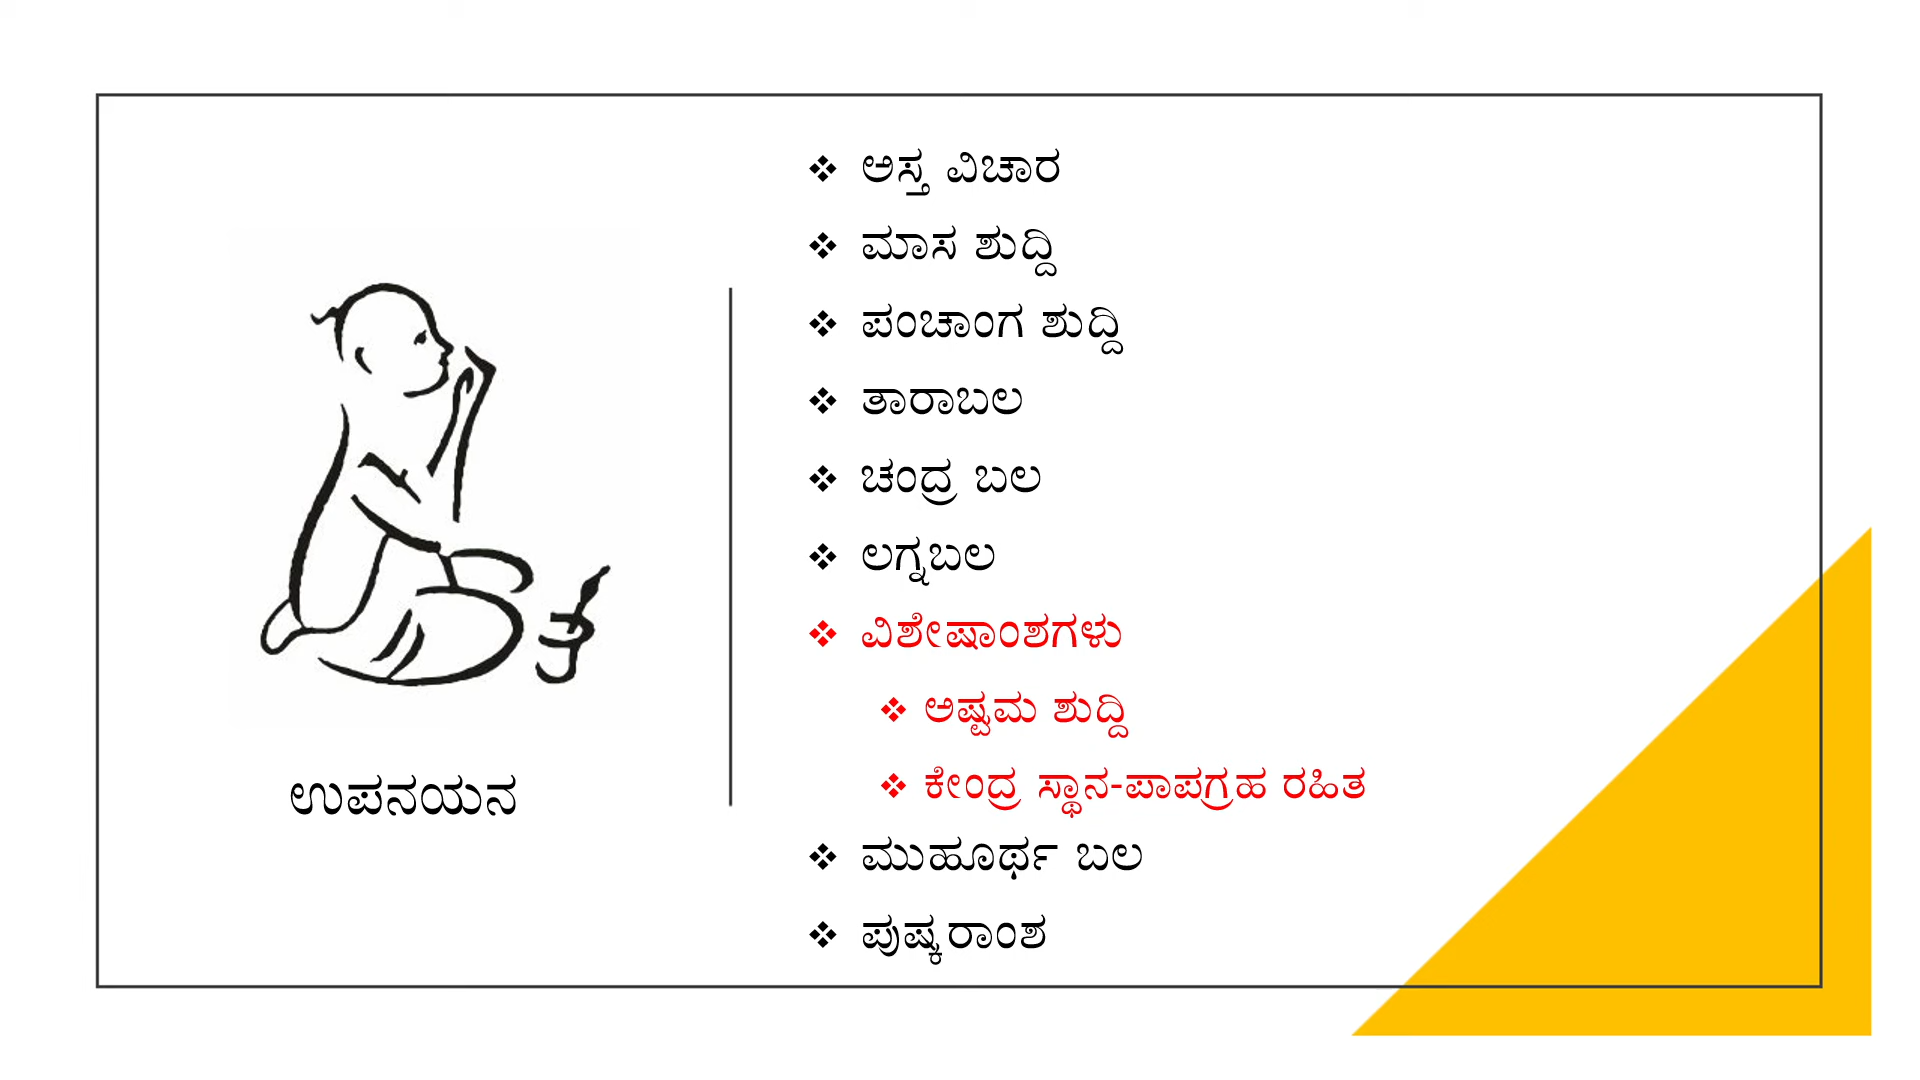 ಅಸ್ತ ವಿಚಾರ
ಮಾಸ ಶುದ್ದಿ
ಪಂಚಾಂಗ ಶುದ್ದಿ
ತಾರಾಬಲ
ಚಂದ್ರ ಬಲ
ಲಗ್ನಬಲ
ವಿಶೇಷಾಂಶಗಳು
ಅಷ್ಟಮ ಶುದ್ದಿ
ಕೇಂದ್ರ ಸ್ಥಾನ-ಪಾಪಗ್ರಹ ರಹಿತ
ಮುಹೂರ್ಥ ಬಲ
ಪುಷ್ಕರಾಂಶ
ಉಪನಯನ